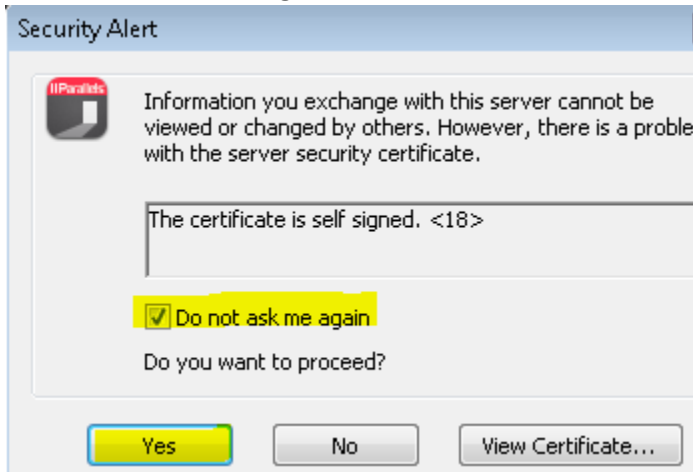 Security Alert
Parallels
Information you exchange with this server cannot be
viewed or changed by others. However, there is a proble
with the server security certificate.
The certificate is self signed. <18>
Do not ask me again
Do you want to proceed?
Yes
No
View Certificate...